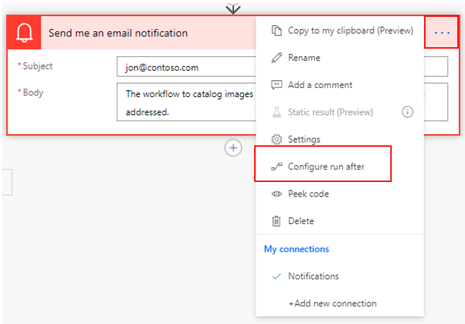 Send me an email notification
...
* Subject
jon@contoso.com
* Body
The workflow to catalog images
addressed.
Copy to my clipboard (Preview)
Rename
Add a comment
Static result (Preview)
Settings
Configure run after
Peek code
Delete
My connections
Notifications
+Add new connection